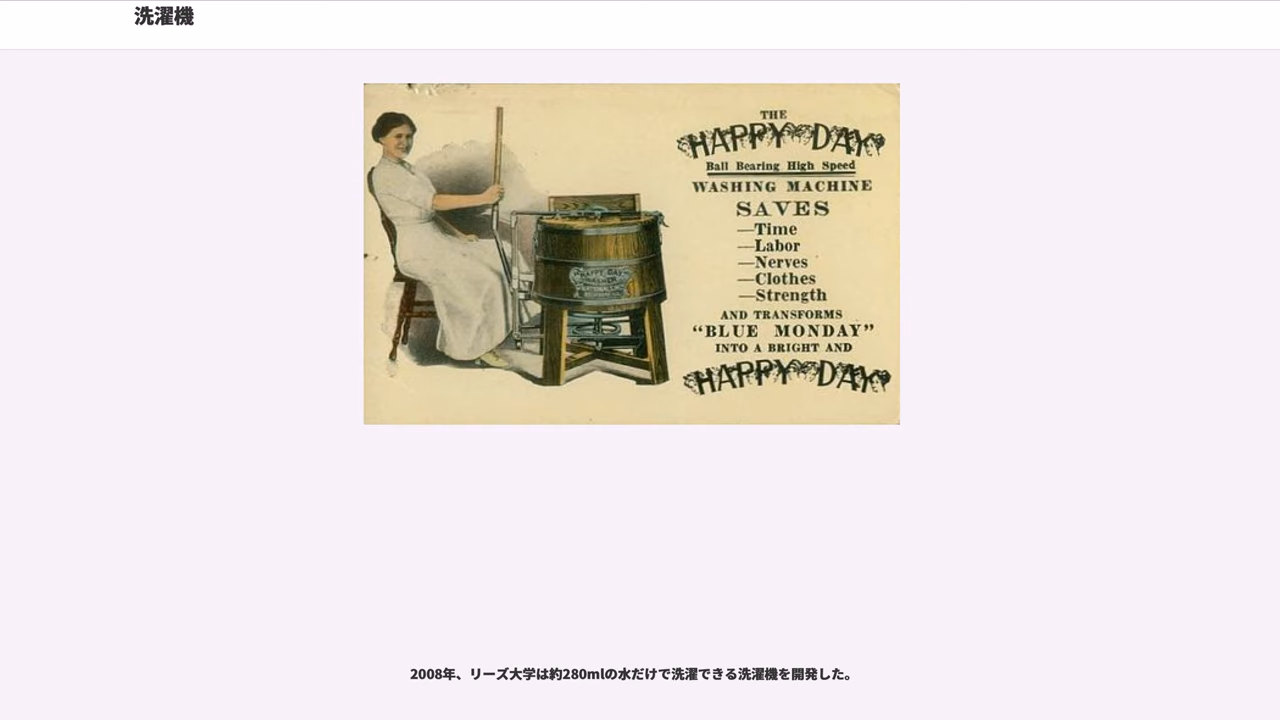 洗濯機
THE
HAPPY DAY
Ball Bearing High Speed
WASHING MACHINE
SAVES
—Time
—Labor
—Nerves
—Clothes
—Strength
AND TRANSFORMS
“BLUE MONDAY”
INTO A BRIGHT AND
HAPPY DAY
HAPPY DAY
2008年、リーズ大学は約280mlの水だけで洗濯できる洗濯機を開発した。